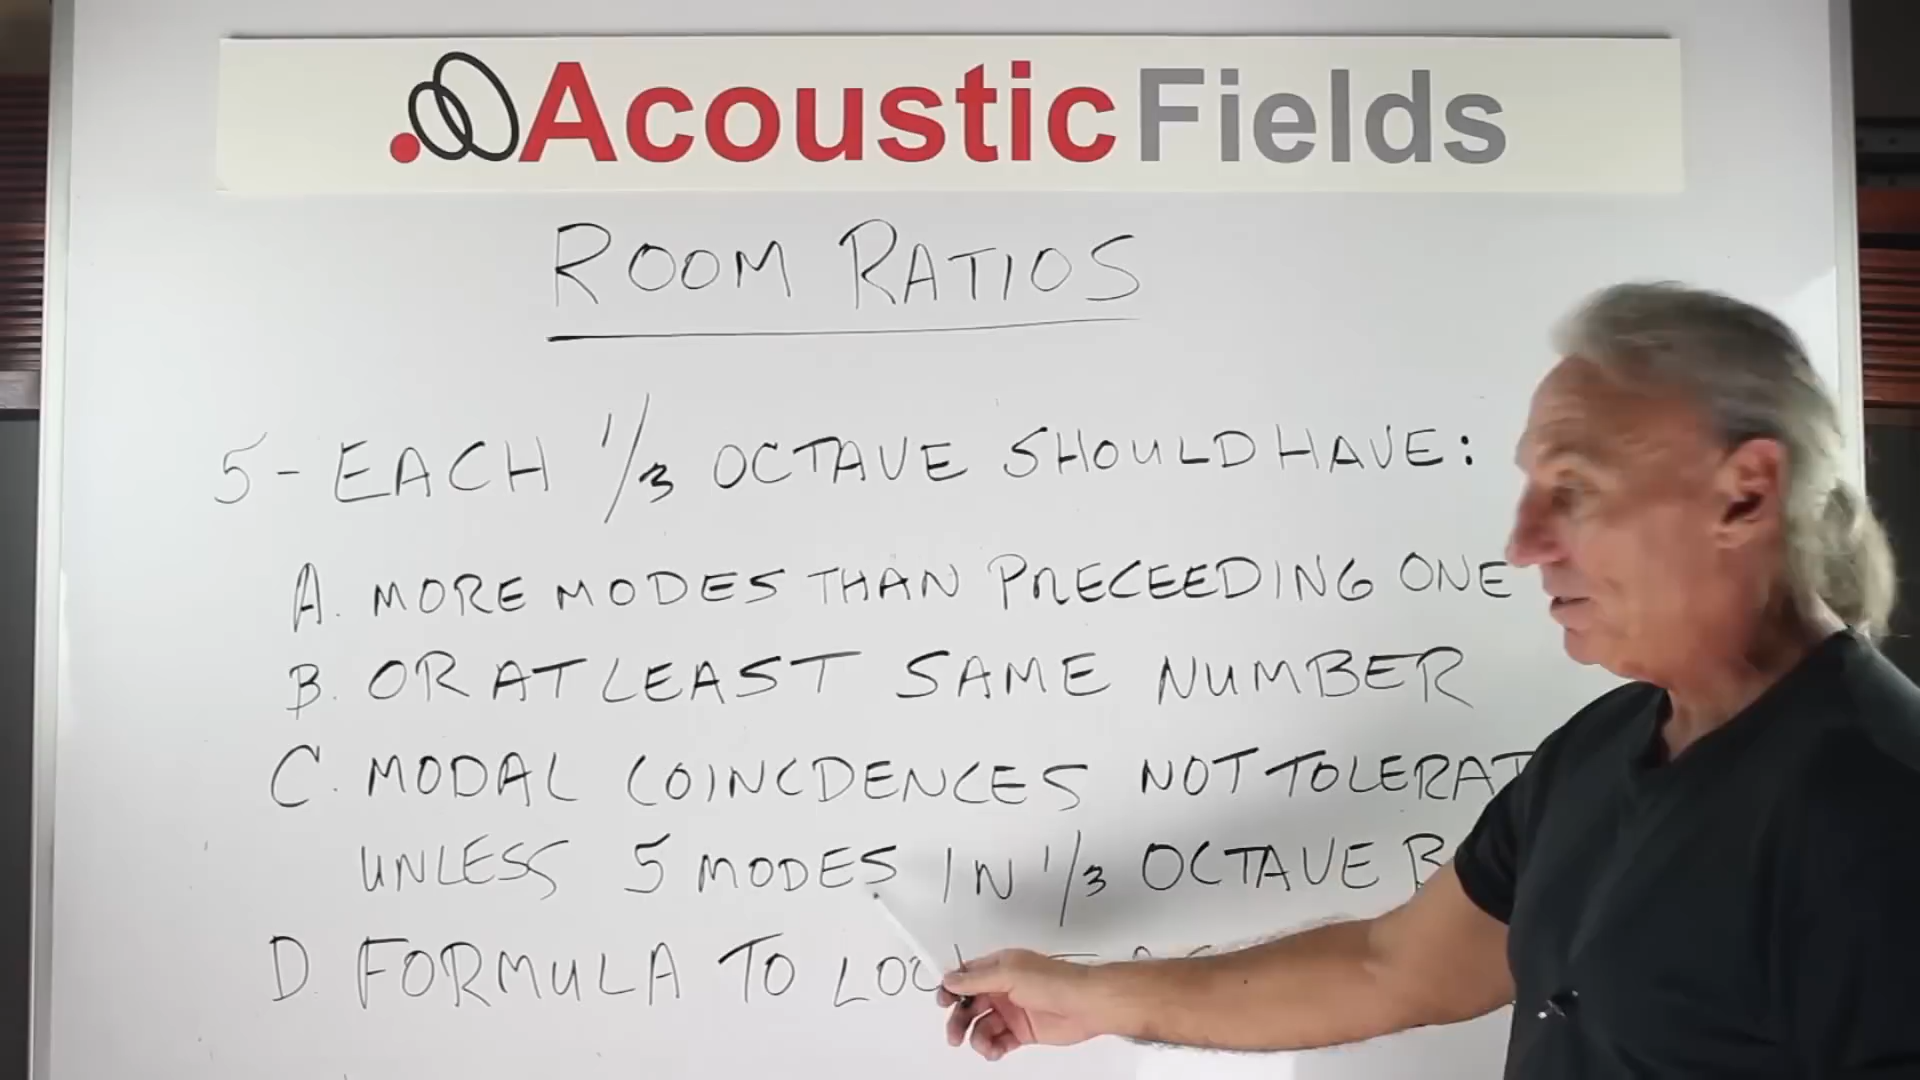 AcousticFields
ROOM RATIOS
5-EACH 1/3 OCTAVE SHOULD HAVE:
A. MORE MODES THAN PRECEEDING ONE
B. OR AT LEAST SAME NUMBER
C. MODAL COINCDENCES NOT TOLERAT
UNLESS 5 MODES IN 1/3 OCTAVE
D. FORMULA TO